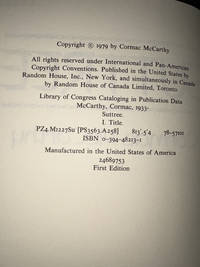 Copyright © 1979 by Cormac McCarthy
All rights reserved under International and Pan-American
Copyright Conventions. Published in the United States by
Random House, Inc., New York, and simultaneously in Canada
by Random House of Canada Limited, Toronto.
Library of Congress Cataloging in Publication Data
McCarthy, Cormac, 1933-
Suttree.
I. Title.
PZ4.M12227Su [PS3563.A258] 813'.5'4 78-57101
ISBN 0-394-48213-1
Manufactured in the United States of America
24689753
First Edition